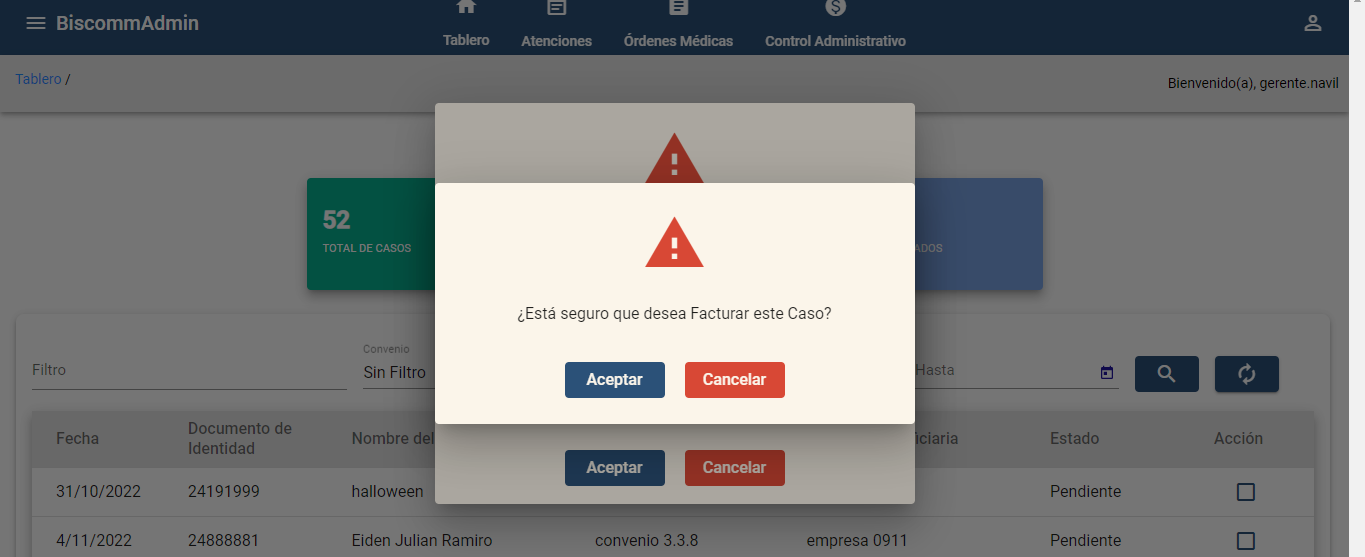 BiscommAdmin
Tablero
Atenciones
Órdenes Médicas
Control Administrativo
Tablero /
Bienvenido(a), gerente.navil
52
TOTAL DE CASOS
¿Está seguro que desea Facturar este Caso?
Aceptar
Cancelar
Filtro
Convenio
Sin Filtro
Hasta
Aceptar
Cancelar
Fecha
Documento de
Identidad
Nombre del
Estado
Acción
31/10/2022
24191999
halloween
Pendiente
4/11/2022
24888881
Eiden Julian Ramiro
convenio 3.3.8
empresa 0911
Pendiente